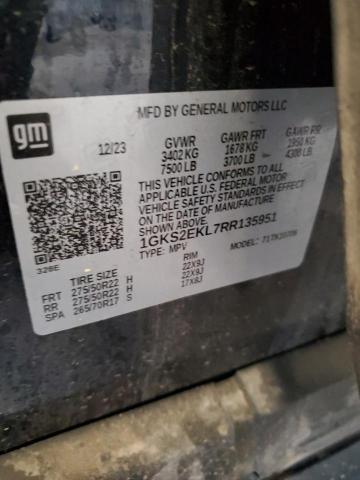 gm
MFD BY GENERAL MOTORS LLC
12/23 GVWR GAWR FRT GAWR RR
3402 KG 1678 KG 1950 KG
7500 LB 3700 LB 4300 LB
THIS VEHICLE CONFORMS TO ALL
APPLICABLE U.S. FEDERAL MOTOR
VEHICLE SAFETY STANDARDS IN EFFECT
ON THE DATE OF MANUFACTURE
SHOWN ABOVE.
1GKS2EKL7RR135951
TYPE: MPV MODEL:
328E
TIRE SIZE RIM
FRT 275/50R22 H 22X9J
RR 275/50R22 H 22X9J
SPA 265/70R17 S 17X8J